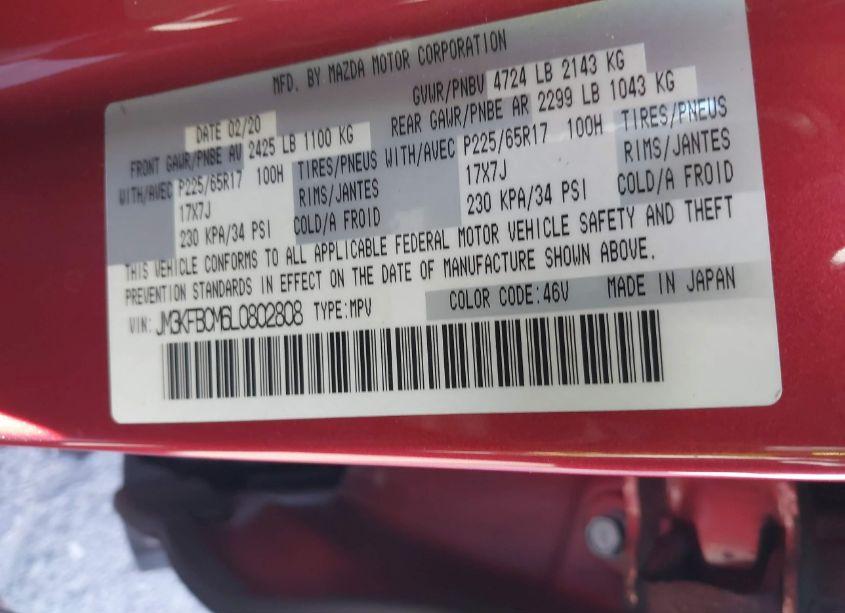 MFD. BY MAZDA MOTOR CORPORATION
DATE 02/20 GVWR/PNBV 4724 LB 2143 KG
FRONT GAWR/PNBE AV 2425 LB 1100 KG REAR GAWR/PNBE AR 2299 LB 1043 KG
WITH/AVEC P225/65R17 100H TIRES/PNEUS WITH/AVEC P225/65R17 100H TIRES/PNEUS
17X7J RIMS/JANTES 17X7J RIMS/JANTES
230 KPA/34 PSI COLD/A FROID 230 KPA/34 PSI COLD/A FROID
THIS VEHICLE CONFORMS TO ALL APPLICABLE FEDERAL MOTOR VEHICLE SAFETY AND THEFT
PREVENTION STANDARDS IN EFFECT ON THE DATE OF MANUFACTURE SHOWN ABOVE.
VIN: JM3KFBCM6L0802808 TYPE:MPV COLOR CODE:46V MADE IN JAPAN